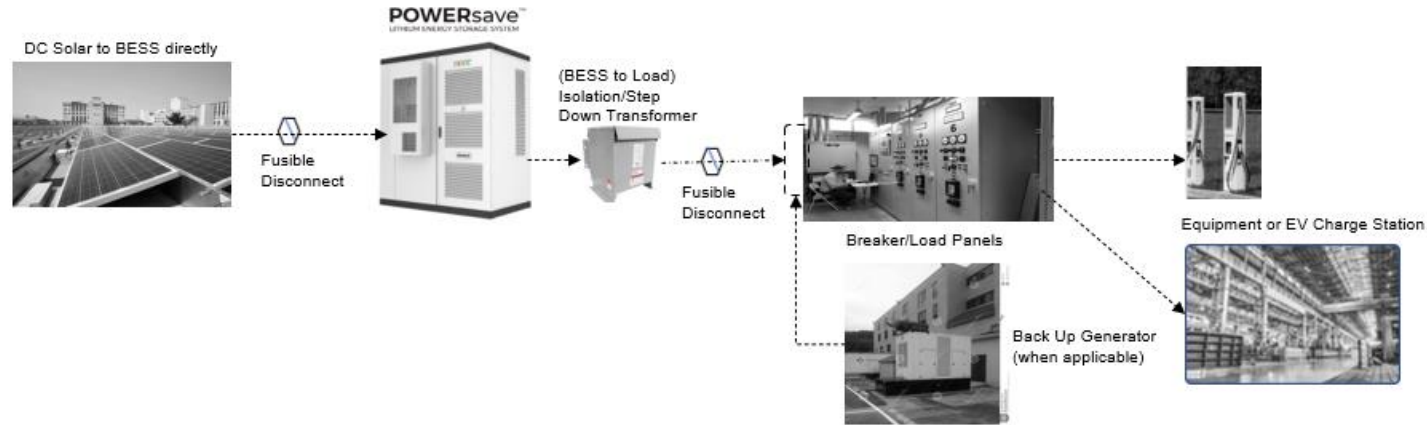 POWERsave™
LITHIUM ENERGY STORAGE SYSTEM
DC Solar to BESS directly
(BESS to Load)
Isolation/Step
Down Transformer
Fusible
Disconnect
Fusible
Disconnect
Breaker/Load Panels
Equipment or EV Charge Station
Back Up Generator
(when applicable)